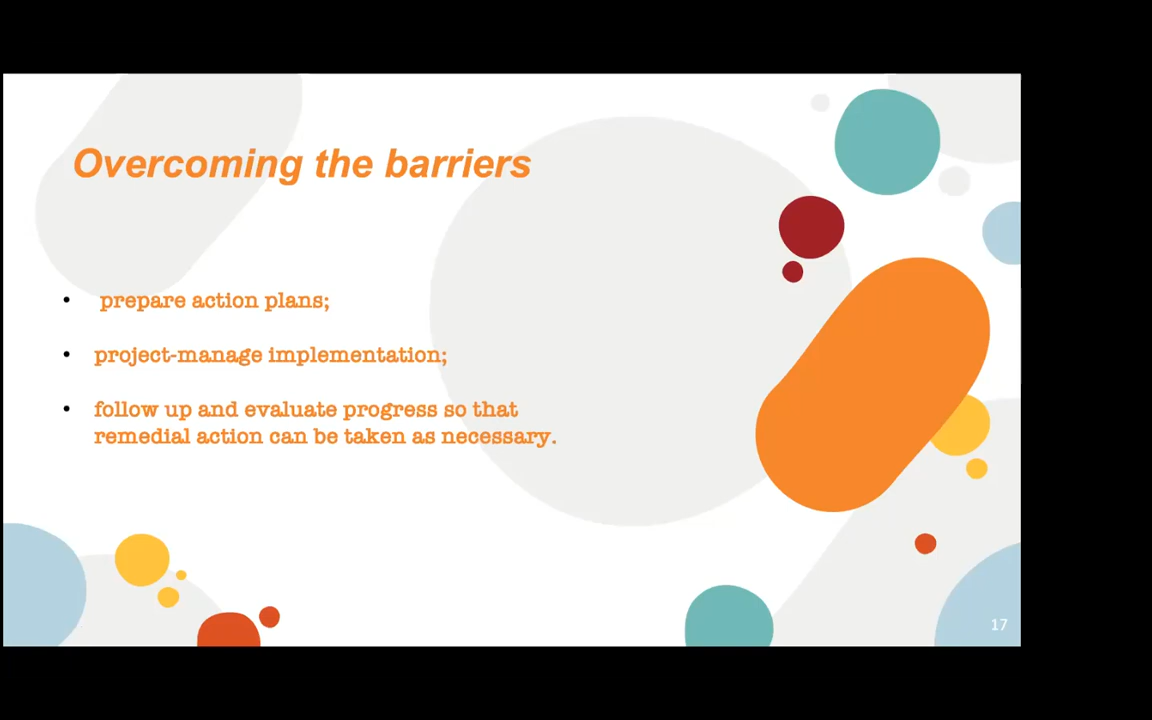 Overcoming the barriers
• prepare action plans;
• project-manage implementation;
• follow up and evaluate progress so that
remedial action can be taken as necessary.
17